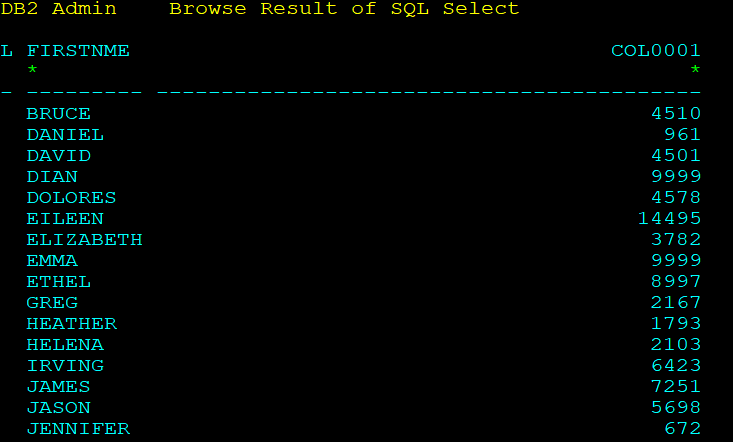 DB2 Admin    Browse Result of SQL Select
L FIRSTNME                                     COL0001
  *                                                  *
- --------- ------------------------------------------
  BRUCE                                           4510
  DANIEL                                           961
  DAVID                                           4501
  DIAN                                            9999
  DOLORES                                         4578
  EILEEN                                         14495
  ELIZABETH                                       3782
  EMMA                                            9999
  ETHEL                                           8997
  GREG                                            2167
  HEATHER                                         1793
  HELENA                                          2103
  IRVING                                          6423
  JAMES                                           7251
  JASON                                           5698
  JENNIFER                                         672